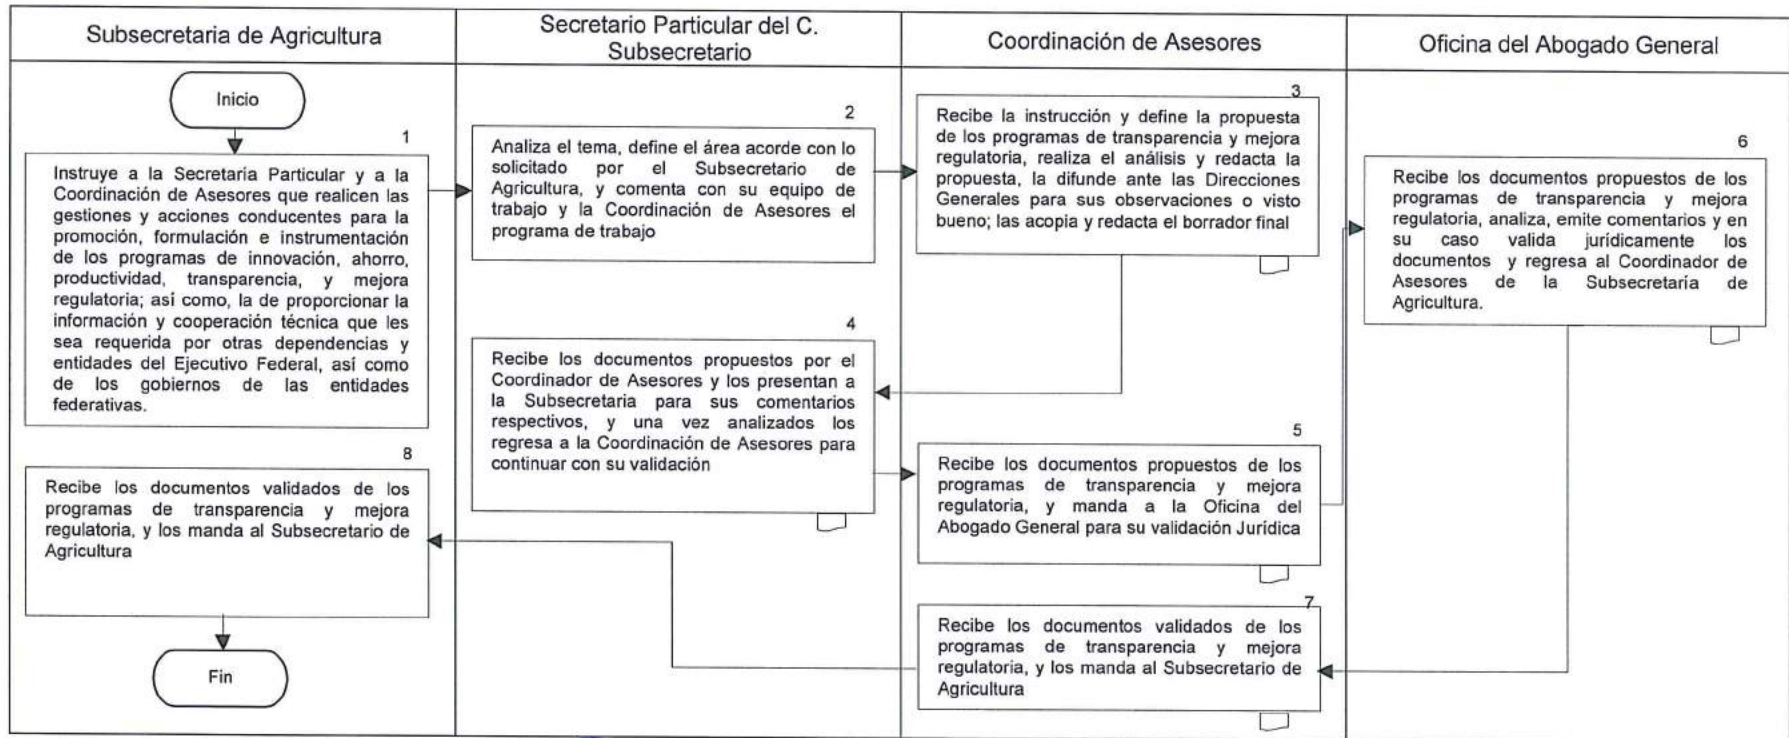 Subsecretaria de Agricultura
Secretario Particular del C.
Subsecretario
Coordinación de Asesores
Oficina del Abogado General
Inicio
1
Instruye a la Secretaria Particular y a la
Coordinación de Asesores que realicen las
gestiones y acciones conducentes para la
promoción, formulación e instrumentación
de los programas de innovación, ahorro,
productividad, transparencia, y mejora
regulatoria; así como, la de proporcionar la
información y cooperación técnica que les
sea requerida por otras dependencias y
entidades del Ejecutivo Federal, así como
de los gobiernos de las entidades
federativas.
2
Analiza el tema, define el área acorde con lo
solicitado por el Subsecretario de
Agricultura, y comenta con su equipo de
trabajo y la Coordinación de Asesores el
programa de trabajo
3
Recibe la instrucción y define la propuesta
de los programas de transparencia y mejora
regulatoria, realiza el análisis y redacta la
propuesta, la difunde ante las Direcciones
Generales para sus observaciones o visto
bueno; las acopia y redacta el borrador final
4
Recibe los documentos propuestos por el
Coordinador de Asesores y los presentan a
la Subsecretaria para sus comentarios
respectivos, y una vez analizados los
regresa a la Coordinación de Asesores para
continuar con su validación
5
Recibe los documentos propuestos de los
programas de transparencia y mejora
regulatoria, y manda a la Oficina del
Abogado General para su validación Jurídica
6
Recibe los documentos propuestos de los
programas de transparencia y mejora
regulatoria, analiza, emite comentarios y en
su caso valida jurídicamente los
documentos y regresa al Coordinador de
Asesores de la Subsecretaría de
Agricultura.
7
Recibe los documentos validados de los
programas de transparencia y mejora
regulatoria, y los manda al Subsecretario de
Agricultura
8
Recibe los documentos validados de los
programas de transparencia y mejora
regulatoria, y los manda al Subsecretario de
Agricultura
Fin